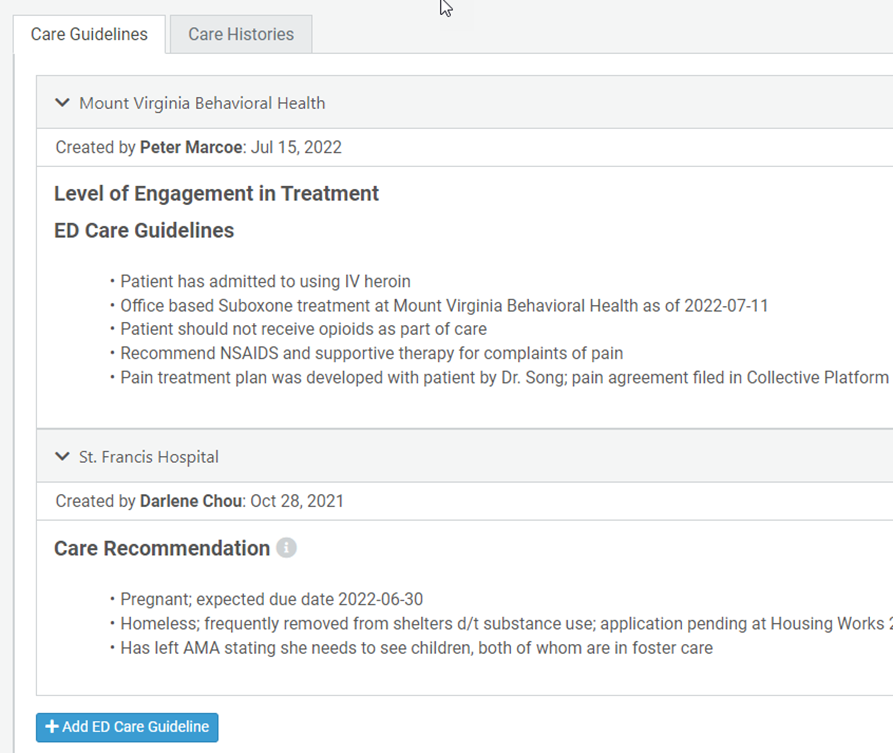 Care Guidelines Care Histories
Mount Virginia Behavioral Health
Created by Peter Marcoe: Jul 15, 2022
Level of Engagement in Treatment
ED Care Guidelines
• Patient has admitted to using IV heroin
• Office based Suboxone treatment at Mount Virginia Behavioral Health as of 2022-07-11
• Patient should not receive opioids as part of care
• Recommend NSAIDS and supportive therapy for complaints of pain
• Pain treatment plan was developed with patient by Dr. Song; pain agreement filed in Collective Platform
St. Francis Hospital
Created by Darlene Chou: Oct 28, 2021
Care Recommendation
• Pregnant; expected due date 2022-06-30
• Homeless; frequently removed from shelters d/t substance use; application pending at Housing Works
• Has left AMA stating she needs to see children, both of whom are in foster care
+ Add ED Care Guideline